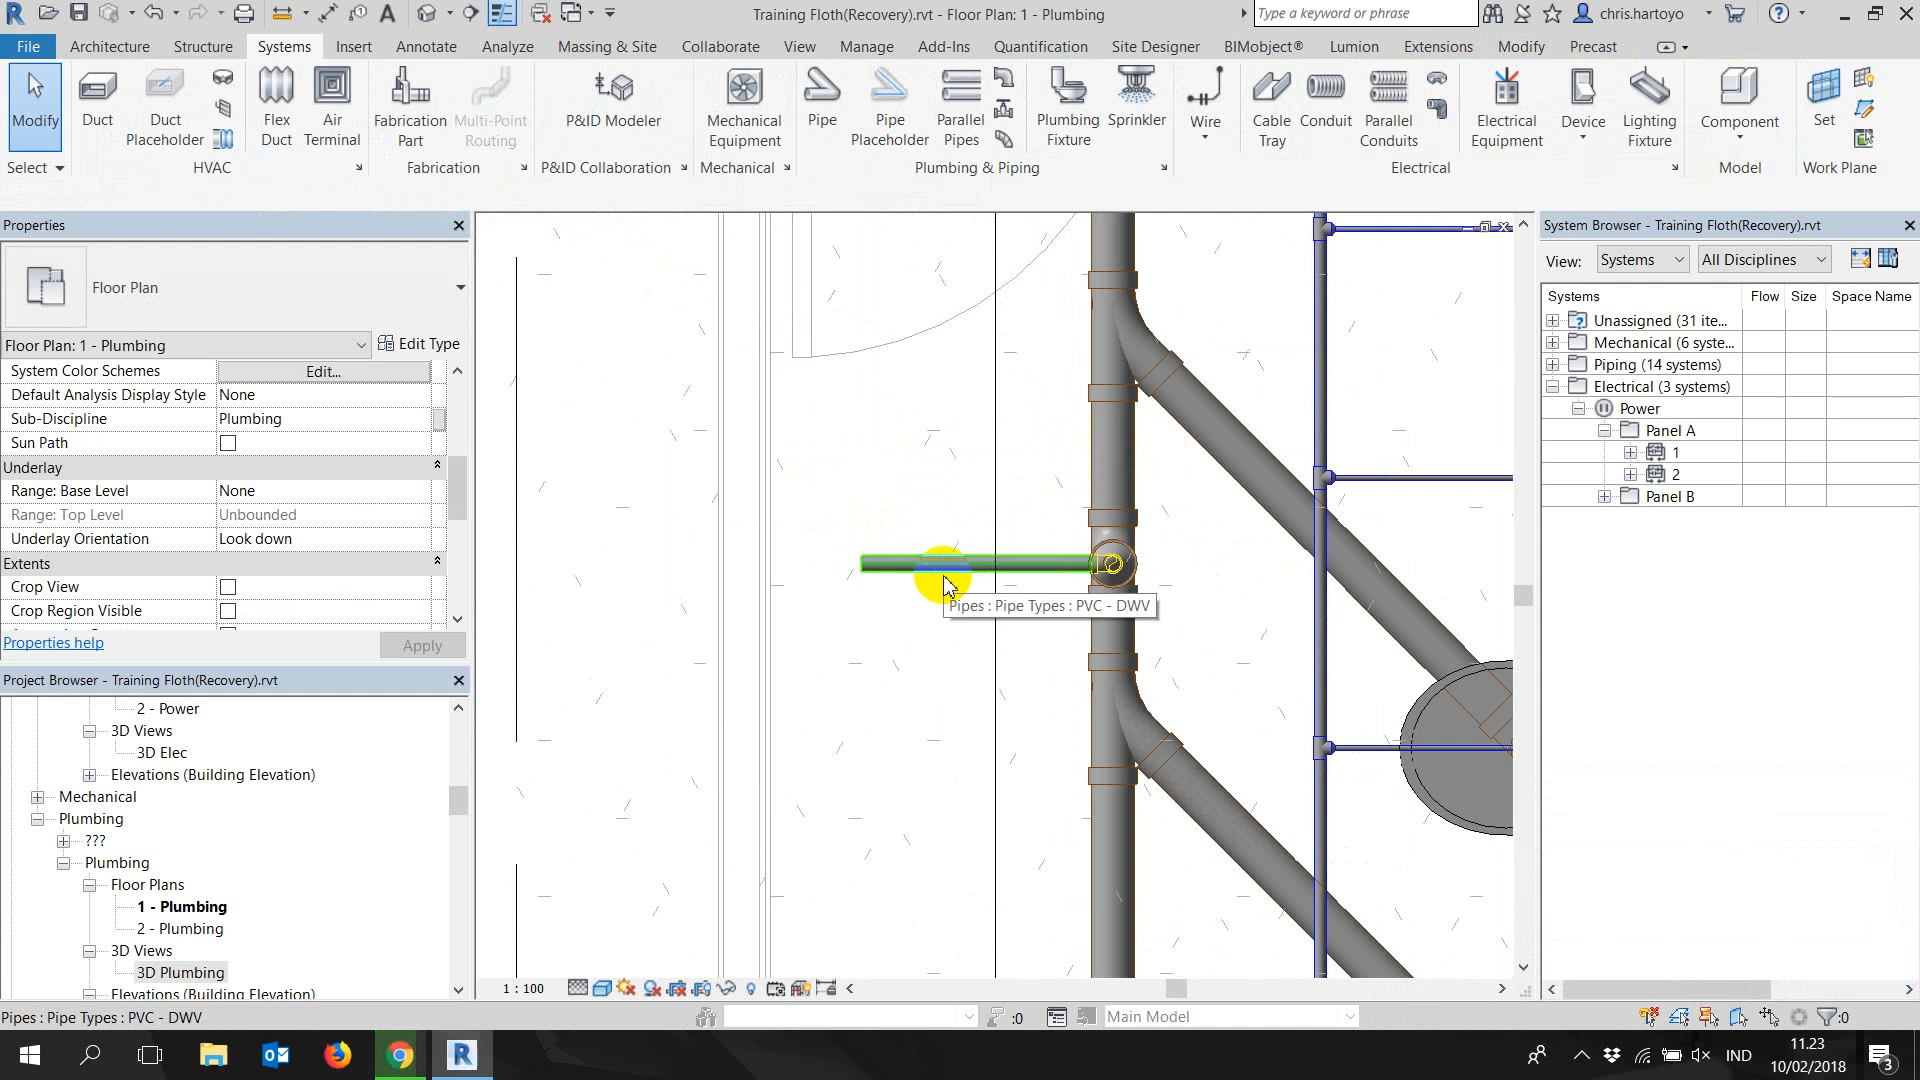 Training Floth(Recovery).rvt - Floor Plan: 1 - Plumbing
Type a keyword or phrase
chris.hartoyo
File Architecture Structure Systems Insert Annotate Analyze Massing & Site Collaborate View Manage Add-Ins Quantification Site Designer BIMobject® Lumion Extensions Modify Precast
Modify
Duct
Duct Placeholder
Flex Duct
Air Terminal
Fabrication Part
Multi-Point Routing
P&ID Modeler
Mechanical Equipment
Pipe
Pipe Placeholder
Parallel Pipes
Plumbing Fixture
Sprinkler
Wire
Cable Tray
Conduit
Parallel Conduits
Electrical Equipment
Device
Lighting Fixture
Component
Set
Select HVAC Fabrication P&ID Collaboration Mechanical Plumbing & Piping Electrical Model Work Plane
Properties
Floor Plan
Floor Plan: 1 - Plumbing Edit Type
System Color Schemes Edit...
Default Analysis Display Style None
Sub-Discipline Plumbing
Sun Path
Underlay
Range: Base Level None
Range: Top Level Unbounded
Underlay Orientation Look down
Extents
Crop View
Crop Region Visible
Properties help Apply
Project Browser - Training Floth(Recovery).rvt
2 - Power
3D Views
3D Elec
Elevations (Building Elevation)
Mechanical
Plumbing
???
Plumbing
Floor Plans
1 - Plumbing
2 - Plumbing
3D Views
3D Plumbing
Elevations (Building Elevation)
Pipes : Pipe Types : PVC - DWV
1 : 100
System Browser - Training Floth(Recovery).rvt
View: Systems All Disciplines
Systems Flow Size Space Name
Unassigned (31 ite...
Mechanical (6 syste...
Piping (14 systems)
Electrical (3 systems)
Power
Panel A
1
2
Panel B
Pipes : Pipe Types : PVC - DWV
:0
Main Model
:0
IND
11.23
10/02/2018
3